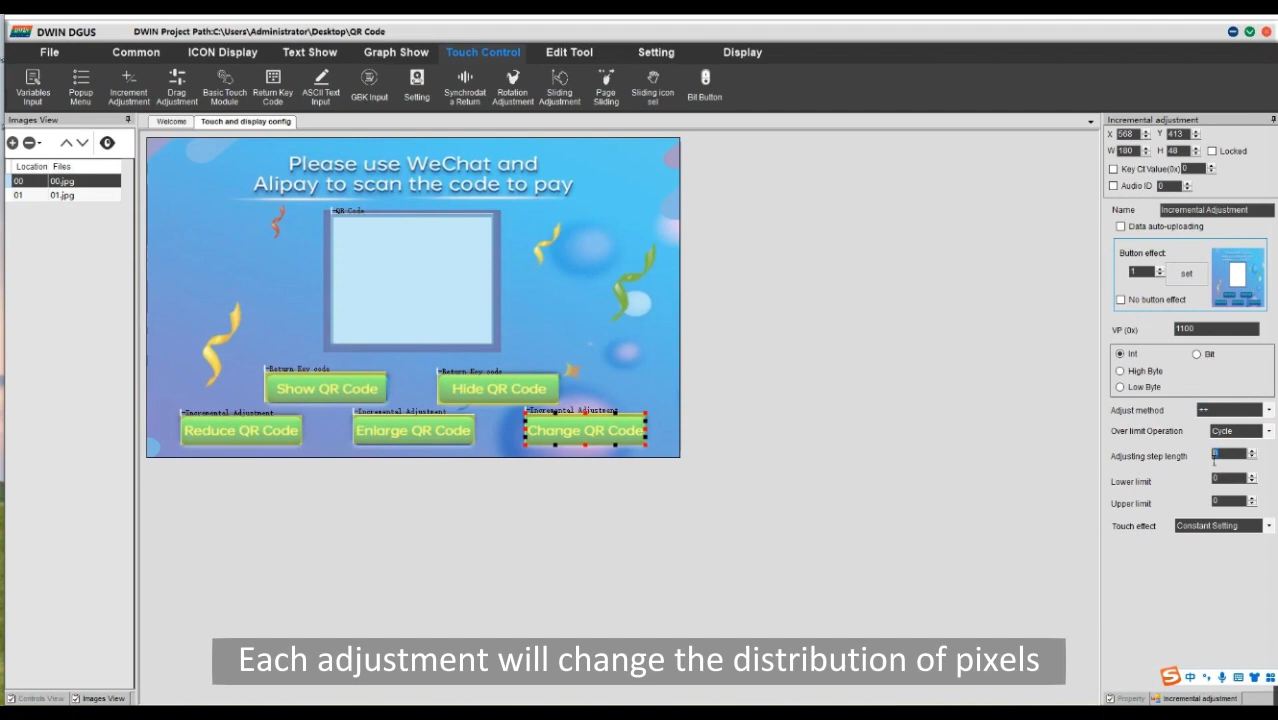 DWIN DGUS
DWIN Project Path:C:\Users\Administrator\Desktop\QR Code
File
Common
ICON Display
Text Show
Graph Show
Touch Control
Edit Tool
Setting
Display
Variables Input
Popup Menu
Increment Adjustment
Drag Adjustment
Basic Touch Module
Return Key Code
ASCII Text Input
GBK Input
Setting
Synchrodata Return
Rotation Adjustment
Sliding Adjustment
Page Sliding
Sliding icon sel
Bit Button
Images View
Welcome
Touch and display config
Incremental adjustment
Location Files
00 00.jpg
01 01.jpg
Please use WeChat and
Alipay to scan the code to pay
QR Code
Return Key code
Show QR Code
Return Key code
Hide QR Code
Incremental Adjustment
Reduce QR Code
Incremental Adjustment
Enlarge QR Code
Incremental Adjustment
Change QR Code
X 568 Y 413
W 180 H 48 Locked
Key Ct Value(0x) 0
Audio ID 0
Name Incremental Adjustment
Data auto-uploading
Button effect
1 set
No button effect
VP (0x) 1100
Int Bit
High Byte
Low Byte
Adjust method ++
Over limit Operation Cycle
Adjusting step length 0
Lower limit 0
Upper limit 0
Touch effect Constant Setting
Each adjustment will change the distribution of pixels
中
Controls View Images View
Property Incremental adjustment